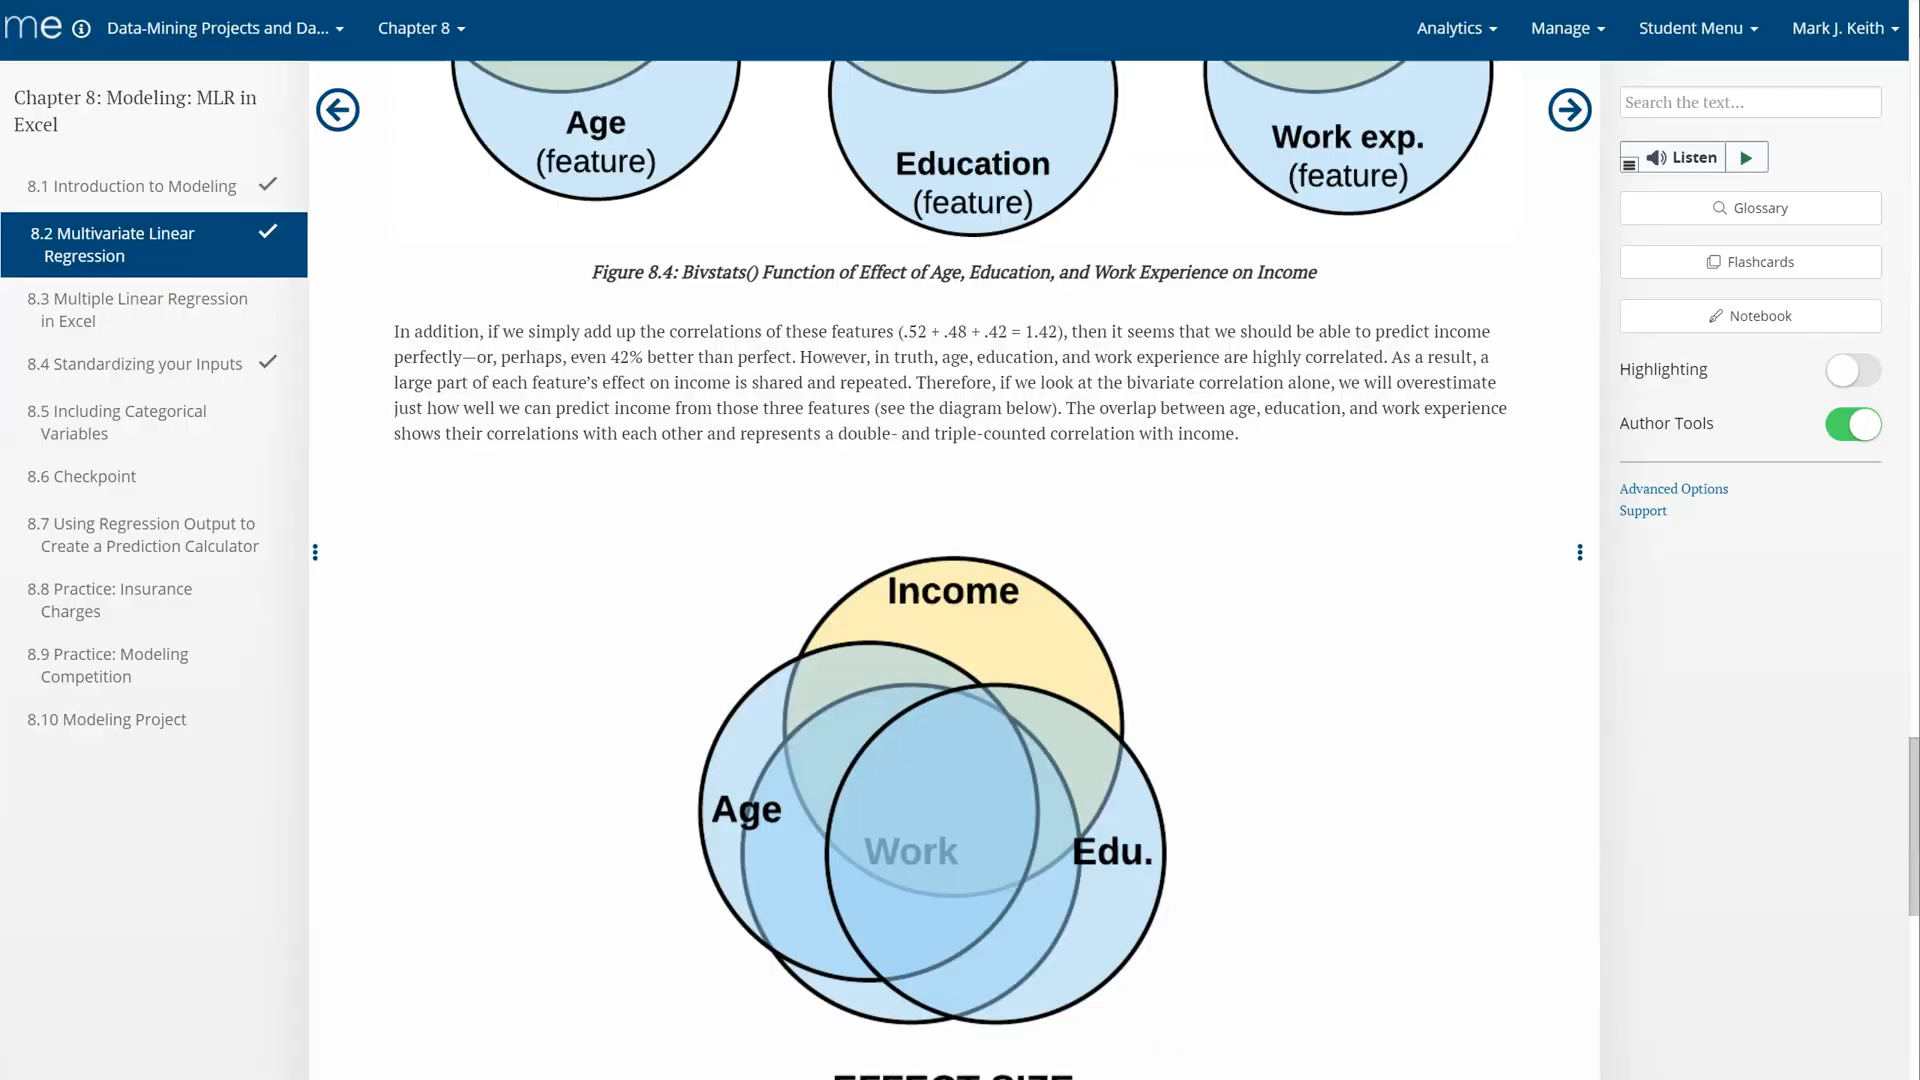 me
Data-Mining Projects and Da...
Chapter 8
Analytics
Manage
Student Menu
Mark J. Keith
Chapter 8: Modeling: MLR in
Excel
8.1 Introduction to Modeling
8.2 Multivariate Linear
Regression
8.3 Multiple Linear Regression
in Excel
8.4 Standardizing your Inputs
8.5 Including Categorical
Variables
8.6 Checkpoint
8.7 Using Regression Output to
Create a Prediction Calculator
8.8 Practice: Insurance
Charges
8.9 Practice: Modeling
Competition
8.10 Modeling Project
Age
(feature)
Education
(feature)
Work exp.
(feature)
Figure 8.4: Bivstats() Function of Effect of Age, Education, and Work Experience on Income
In addition, if we simply add up the correlations of these features (.52 + .48 + .42 = 1.42), then it seems that we should be able to predict income
perfectly—or, perhaps, even 42% better than perfect. However, in truth, age, education, and work experience are highly correlated. As a result, a
large part of each feature's effect on income is shared and repeated. Therefore, if we look at the bivariate correlation alone, we will overestimate
just how well we can predict income from those three features (see the diagram below). The overlap between age, education, and work experience
shows their correlations with each other and represents a double- and triple-counted correlation with income.
Income
Age
Work
Edu.
EFFECT SIZE
Search the text...
Listen
Glossary
Flashcards
Notebook
Highlighting
Author Tools
Advanced Options
Support